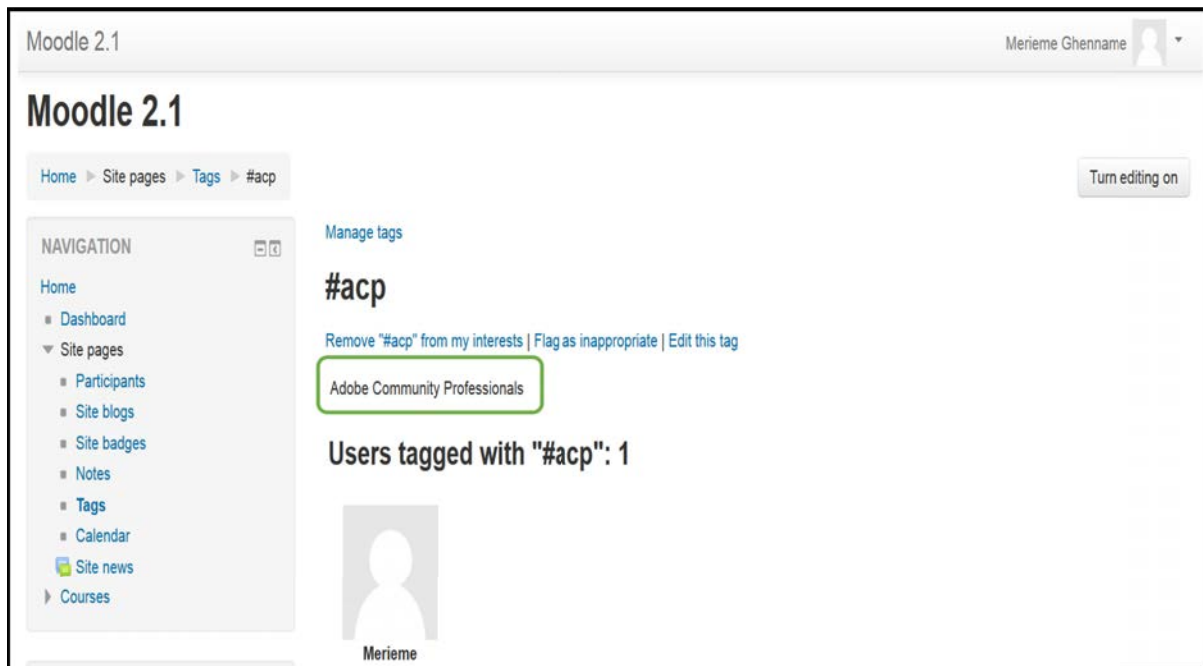 Moodle 2.1
Merieme Ghenname
Moodle 2.1
Home Site pages Tags #acp
Turn editing on
NAVIGATION
Home
Dashboard
Site pages
Participants
Site blogs
Site badges
Notes
Tags
Calendar
Site news
Courses
Manage tags
#acp
Remove "#acp" from my interests | Flag as inappropriate | Edit this tag
Adobe Community Professionals
Users tagged with "#acp": 1
Merieme